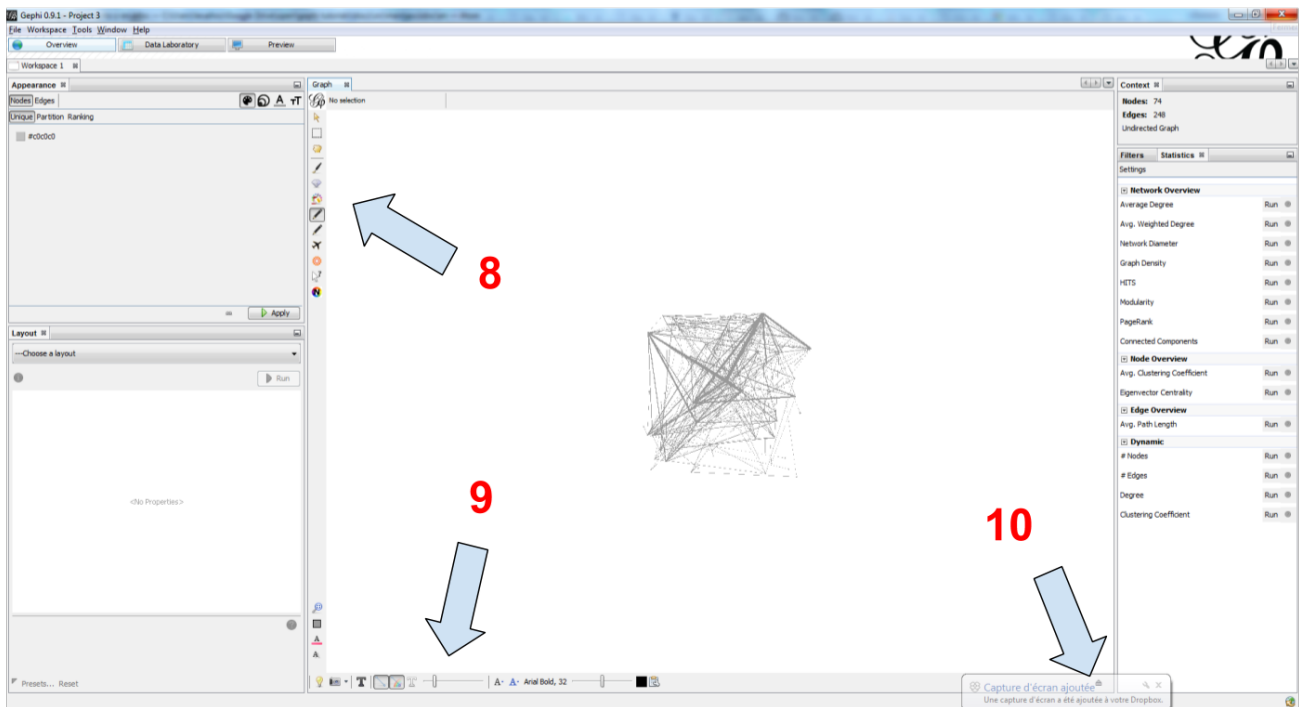 Gephi 0.9.1 - Project 3
File Workspace Tools Window Help
Overview Data Laboratory Preview
Workspace 1
Appearance
Nodes Edges A TT
Unique Partition Ranking
#c0c0c0
Apply
Layout
---Choose a layout
Run
<No Properties>
Presets... Reset
Graph
No selection
8
9
10
T T A- A- Arial Bold, 32
A
A
Context
Nodes: 74
Edges: 248
Undirected Graph
Filters Statistics
Settings
Network Overview
Average Degree Run
Avg. Weighted Degree Run
Network Diameter Run
Graph Density Run
HITS Run
Modularity Run
PageRank Run
Connected Components Run
Node Overview
Avg. Clustering Coefficient Run
Eigenvector Centrality Run
Edge Overview
Avg. Path Length Run
Dynamic
# Nodes Run
# Edges Run
Degree Run
Clustering Coefficient Run
Capture d'écran ajoutée
Une capture d'écran a été ajoutée à votre Dropbox.